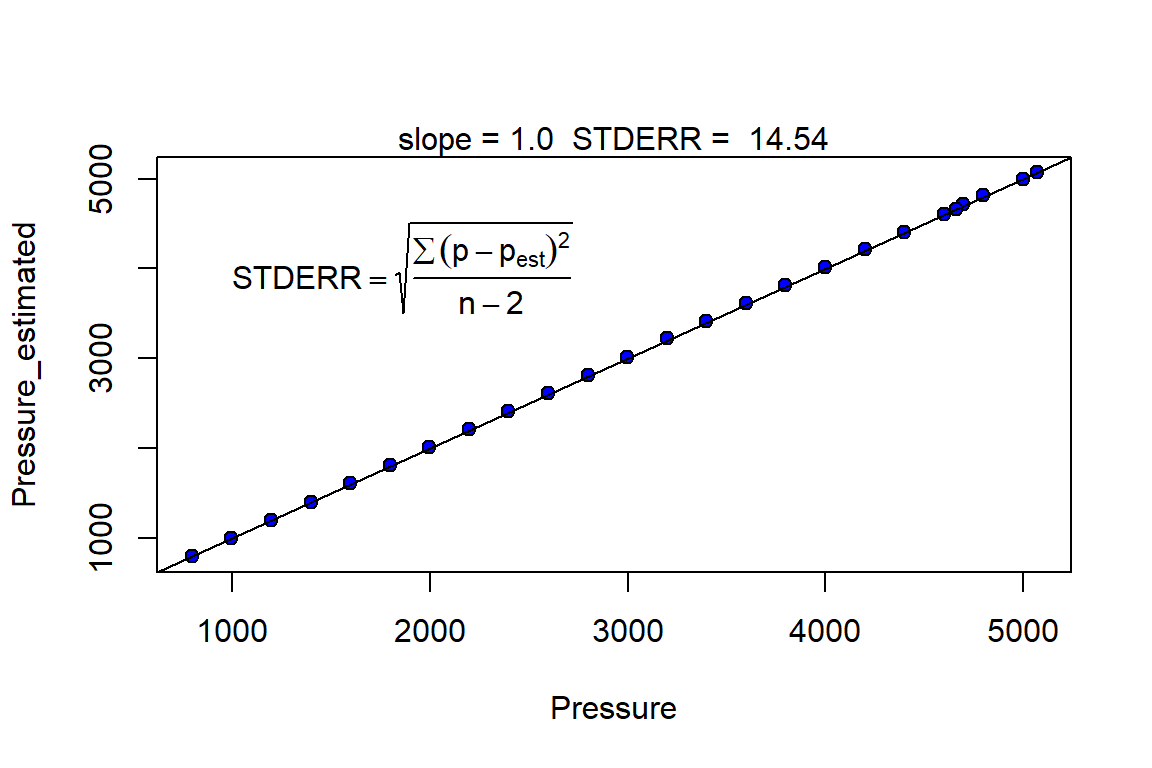 slope = 1.0  STDERR =  14.54
5000
3000
1000
Pressure_estimated
STDERR = √(∑(p − pest)2 / (n − 2))
1000 2000 3000 4000 5000
Pressure